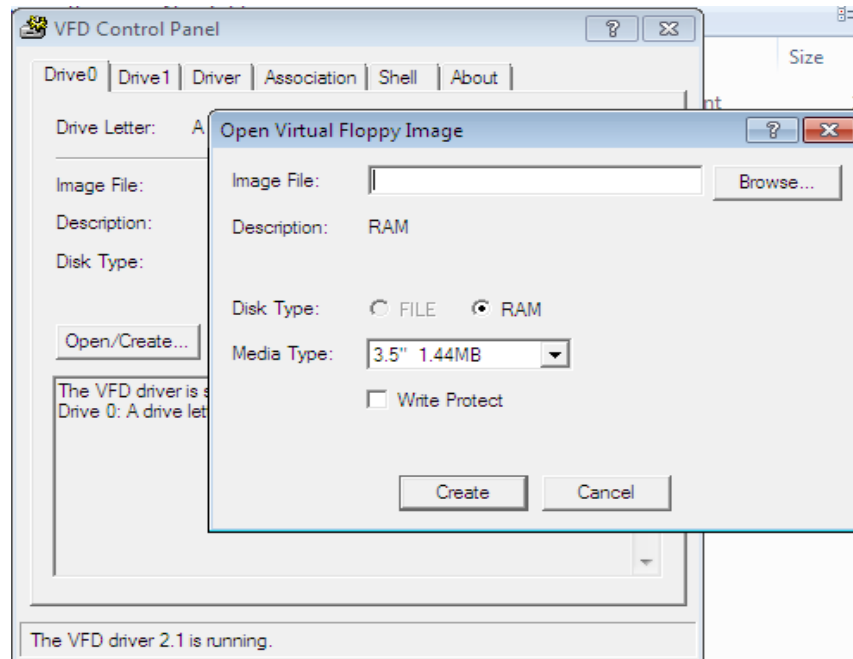 VFD Control Panel
Size
Drive0 Drive1 Driver Association Shell About
nt
Drive Letter: A
Image File:
Description:
Disk Type:
Open/Create...
The VFD driver is s
Drive 0: A drive let
The VFD driver 2.1 is running.
Open Virtual Floppy Image
Image File:
Browse...
Description: RAM
Disk Type: FILE RAM
Media Type: 3.5" 1.44MB
Write Protect
Create Cancel